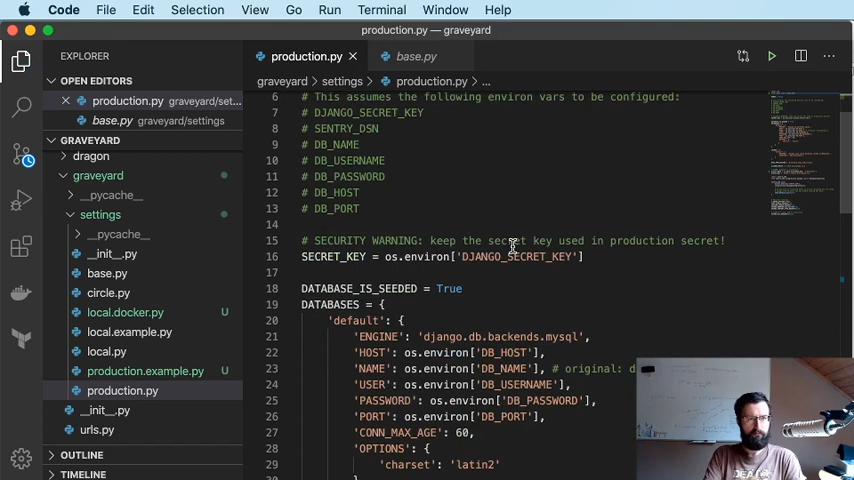 Code File Edit Selection View Go Run Terminal Window Help
production.py — graveyard
EXPLORER
OPEN EDITORS
production.py graveyard/set...
base.py graveyard/settings
GRAVEYARD
dragon
graveyard
__pycache__
settings
__pycache__
__init__.py
base.py
circle.py
local.docker.py U
local.example.py
local.py
production.example.py U
production.py
__init__.py
urls.py
OUTLINE
TIMELINE
production.py base.py
graveyard > settings > production.py > ...
6 # This assumes the following environ vars to be configured:
7 # DJANGO_SECRET_KEY
8 # SENTRY_DSN
9 # DB_NAME
10 # DB_USERNAME
11 # DB_PASSWORD
12 # DB_HOST
13 # DB_PORT
14
15 # SECURITY WARNING: keep the secret key used in production secret!
16 SECRET_KEY = os.environ['DJANGO_SECRET_KEY']
17
18 DATABASE_IS_SEEDED = True
19 DATABASES = {
20 'default': {
21 'ENGINE': 'django.db.backends.mysql',
22 'HOST': os.environ['DB_HOST'],
23 'NAME': os.environ['DB_NAME'], # original: d
24 'USER': os.environ['DB_USERNAME'],
25 'PASSWORD': os.environ['DB_PASSWORD'],
26 'PORT': os.environ['DB_PORT'],
27 'CONN_MAX_AGE': 60,
28 'OPTIONS': {
29 'charset': 'latin2'
30 }